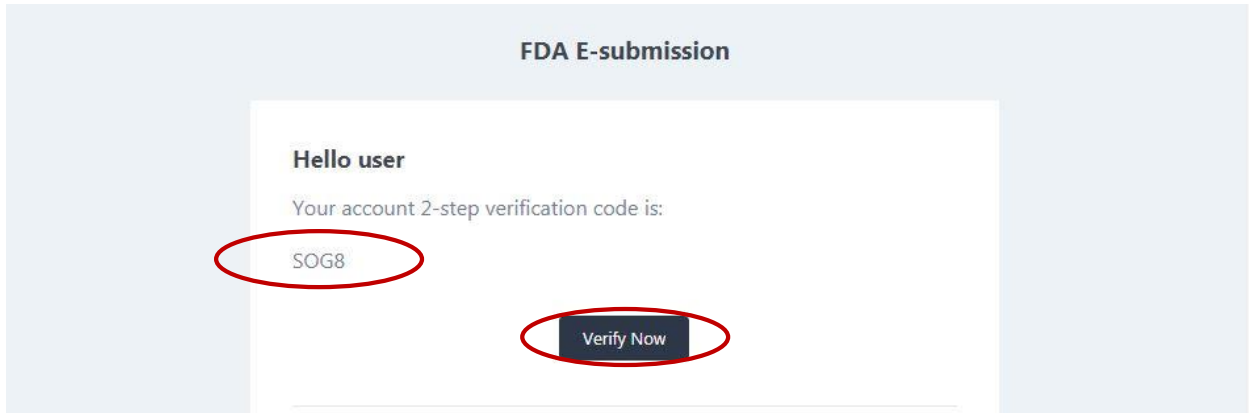 FDA E-submission
Hello user
Your account 2-step verification code is:
SOG8
Verify Now